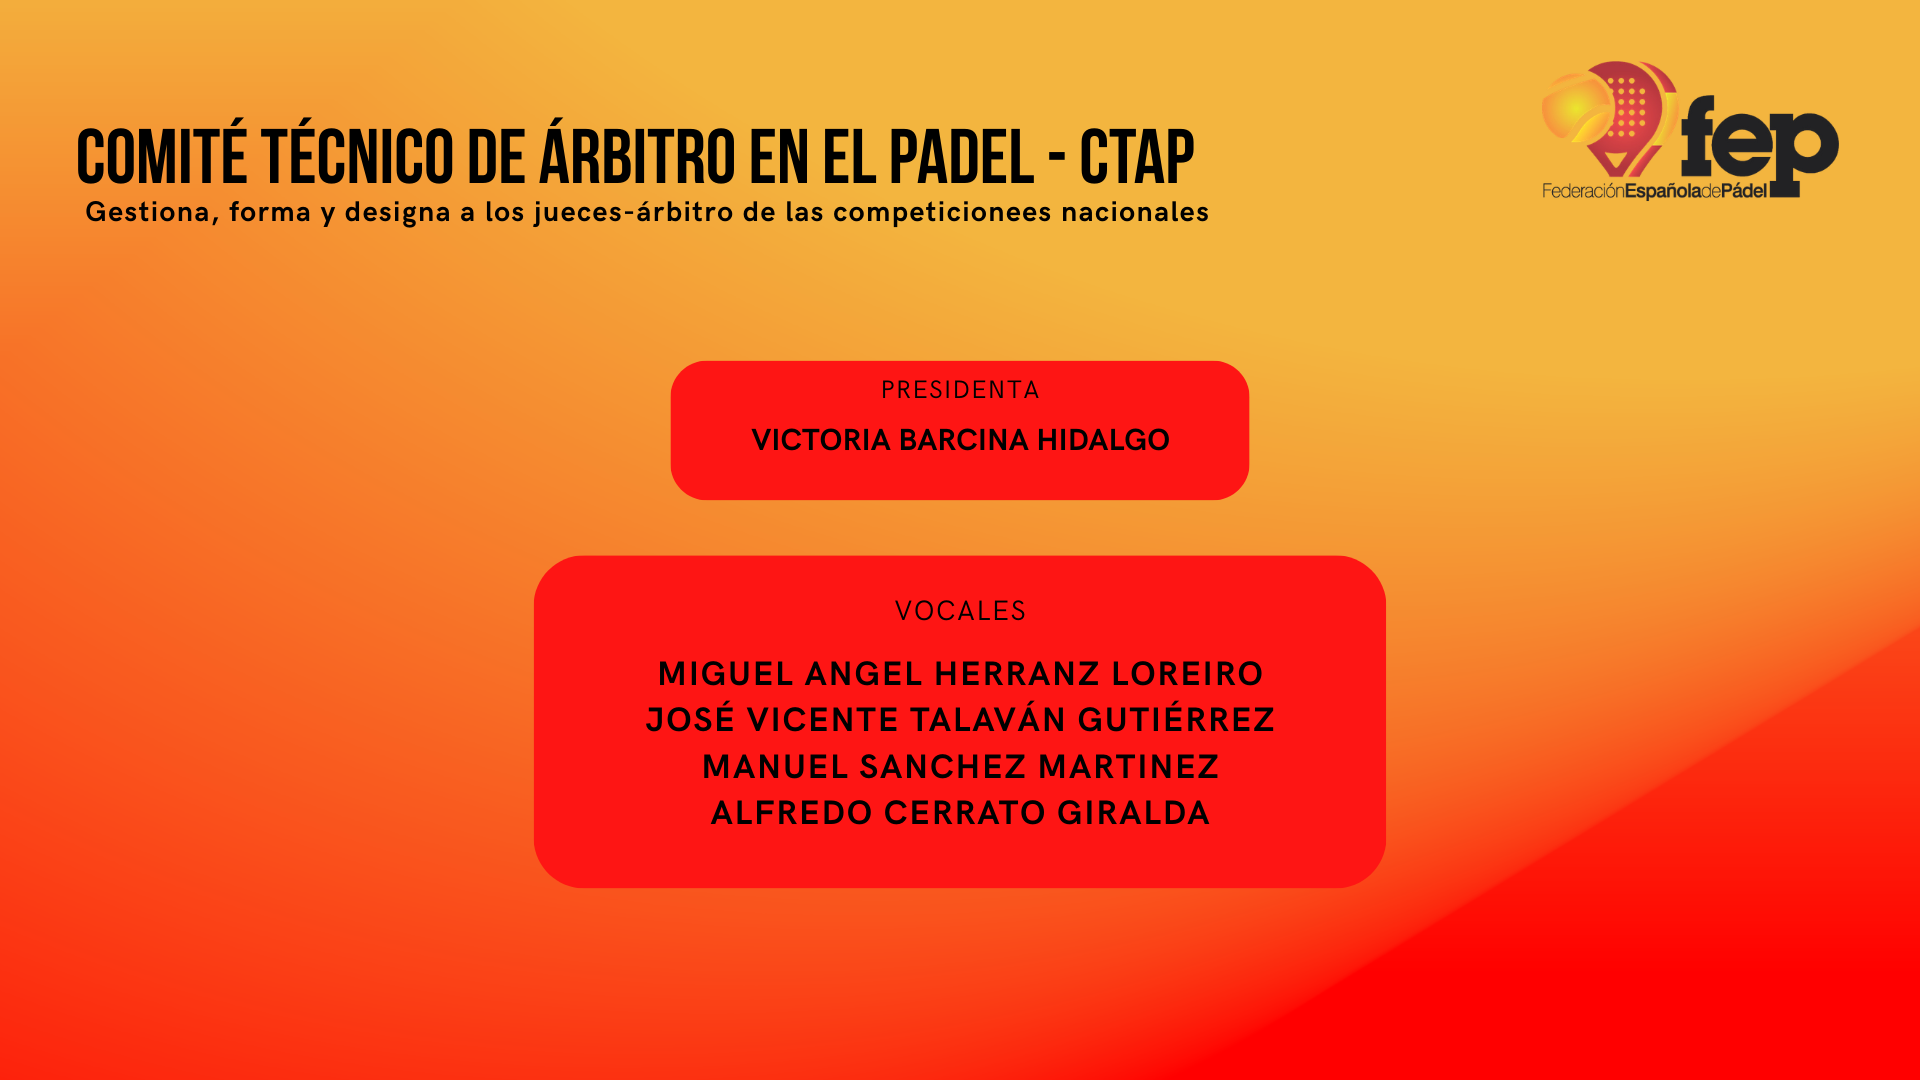 COMITÉ TÉCNICO DE ÁRBITRO EN EL PADEL - CTAP
Gestiona, forma y designa a los jueces-árbitro de las competicionees nacionales
fep
FederaciónEspañoladePádel
PRESIDENTA
VICTORIA BARCINA HIDALGO
VOCALES
MIGUEL ANGEL HERRANZ LOREIRO
JOSÉ VICENTE TALAVÁN GUTIÉRREZ
MANUEL SANCHEZ MARTINEZ
ALFREDO CERRATO GIRALDA